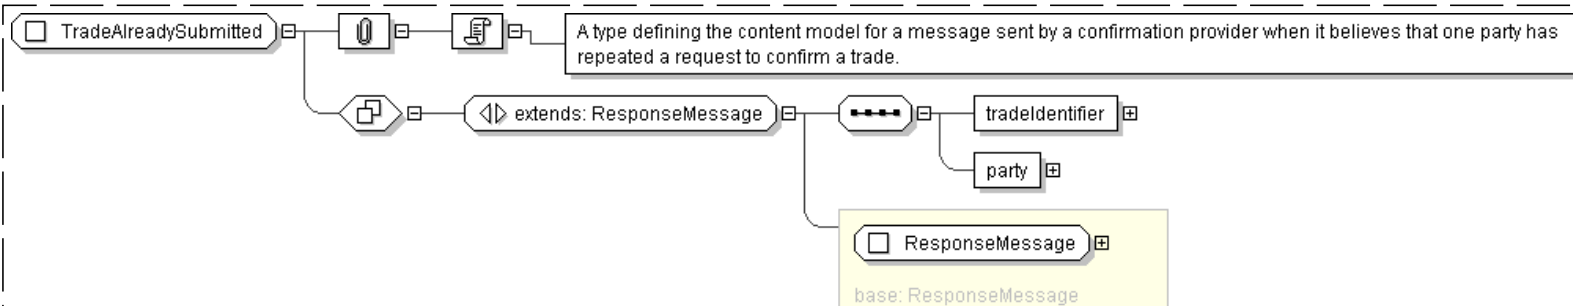 TradeAlreadySubmitted
A type defining the content model for a message sent by a confirmation provider when it believes that one party has
repeated a request to confirm a trade.
extends: ResponseMessage
tradeIdentifier
party
ResponseMessage
base: ResponseMessage